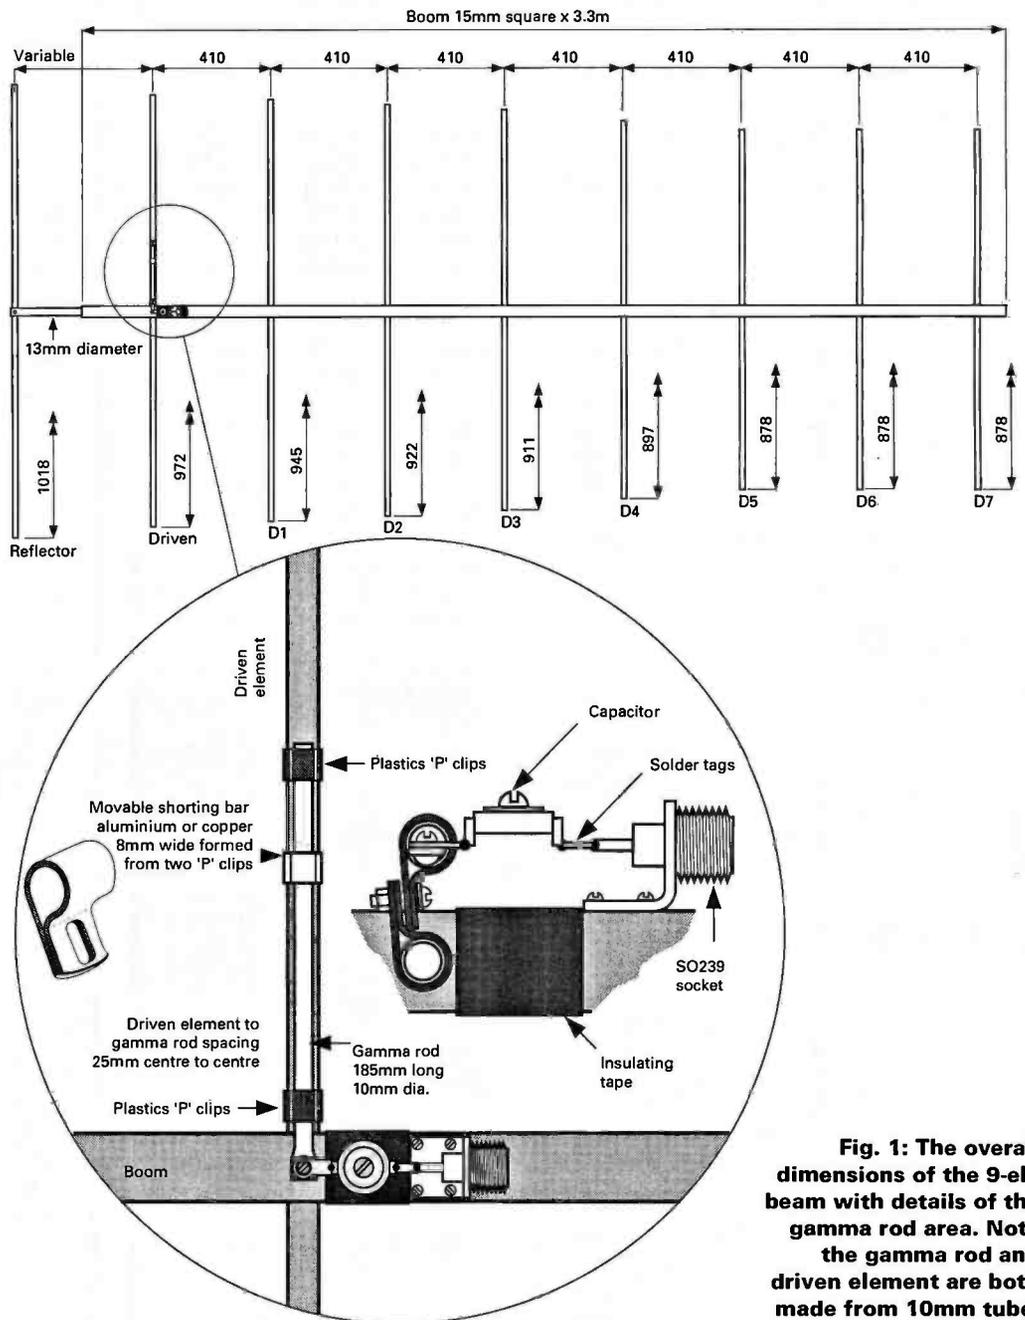 Boom 15mm square x 3.3m
Variable
410
410
410
410
410
410
410
13mm diameter
1018
972
945
922
911
897
878
878
878
Reflector
Driven
D1
D2
D3
D4
D5
D6
D7
Driven
element
Plastics 'P' clips
Movable shorting bar
aluminium or copper
8mm wide formed
from two 'P' clips
Capacitor
Solder tags
SO239
socket
Insulating
tape
Driven element to
gamma rod spacing
25mm centre to centre
Gamma rod
185mm long
10mm dia.
Plastics 'P' clips
Boom
Fig. 1: The overa
dimensions of the 9-el
beam with details of th
gamma rod area. Not
the gamma rod an
driven element are bot
made from 10mm tube